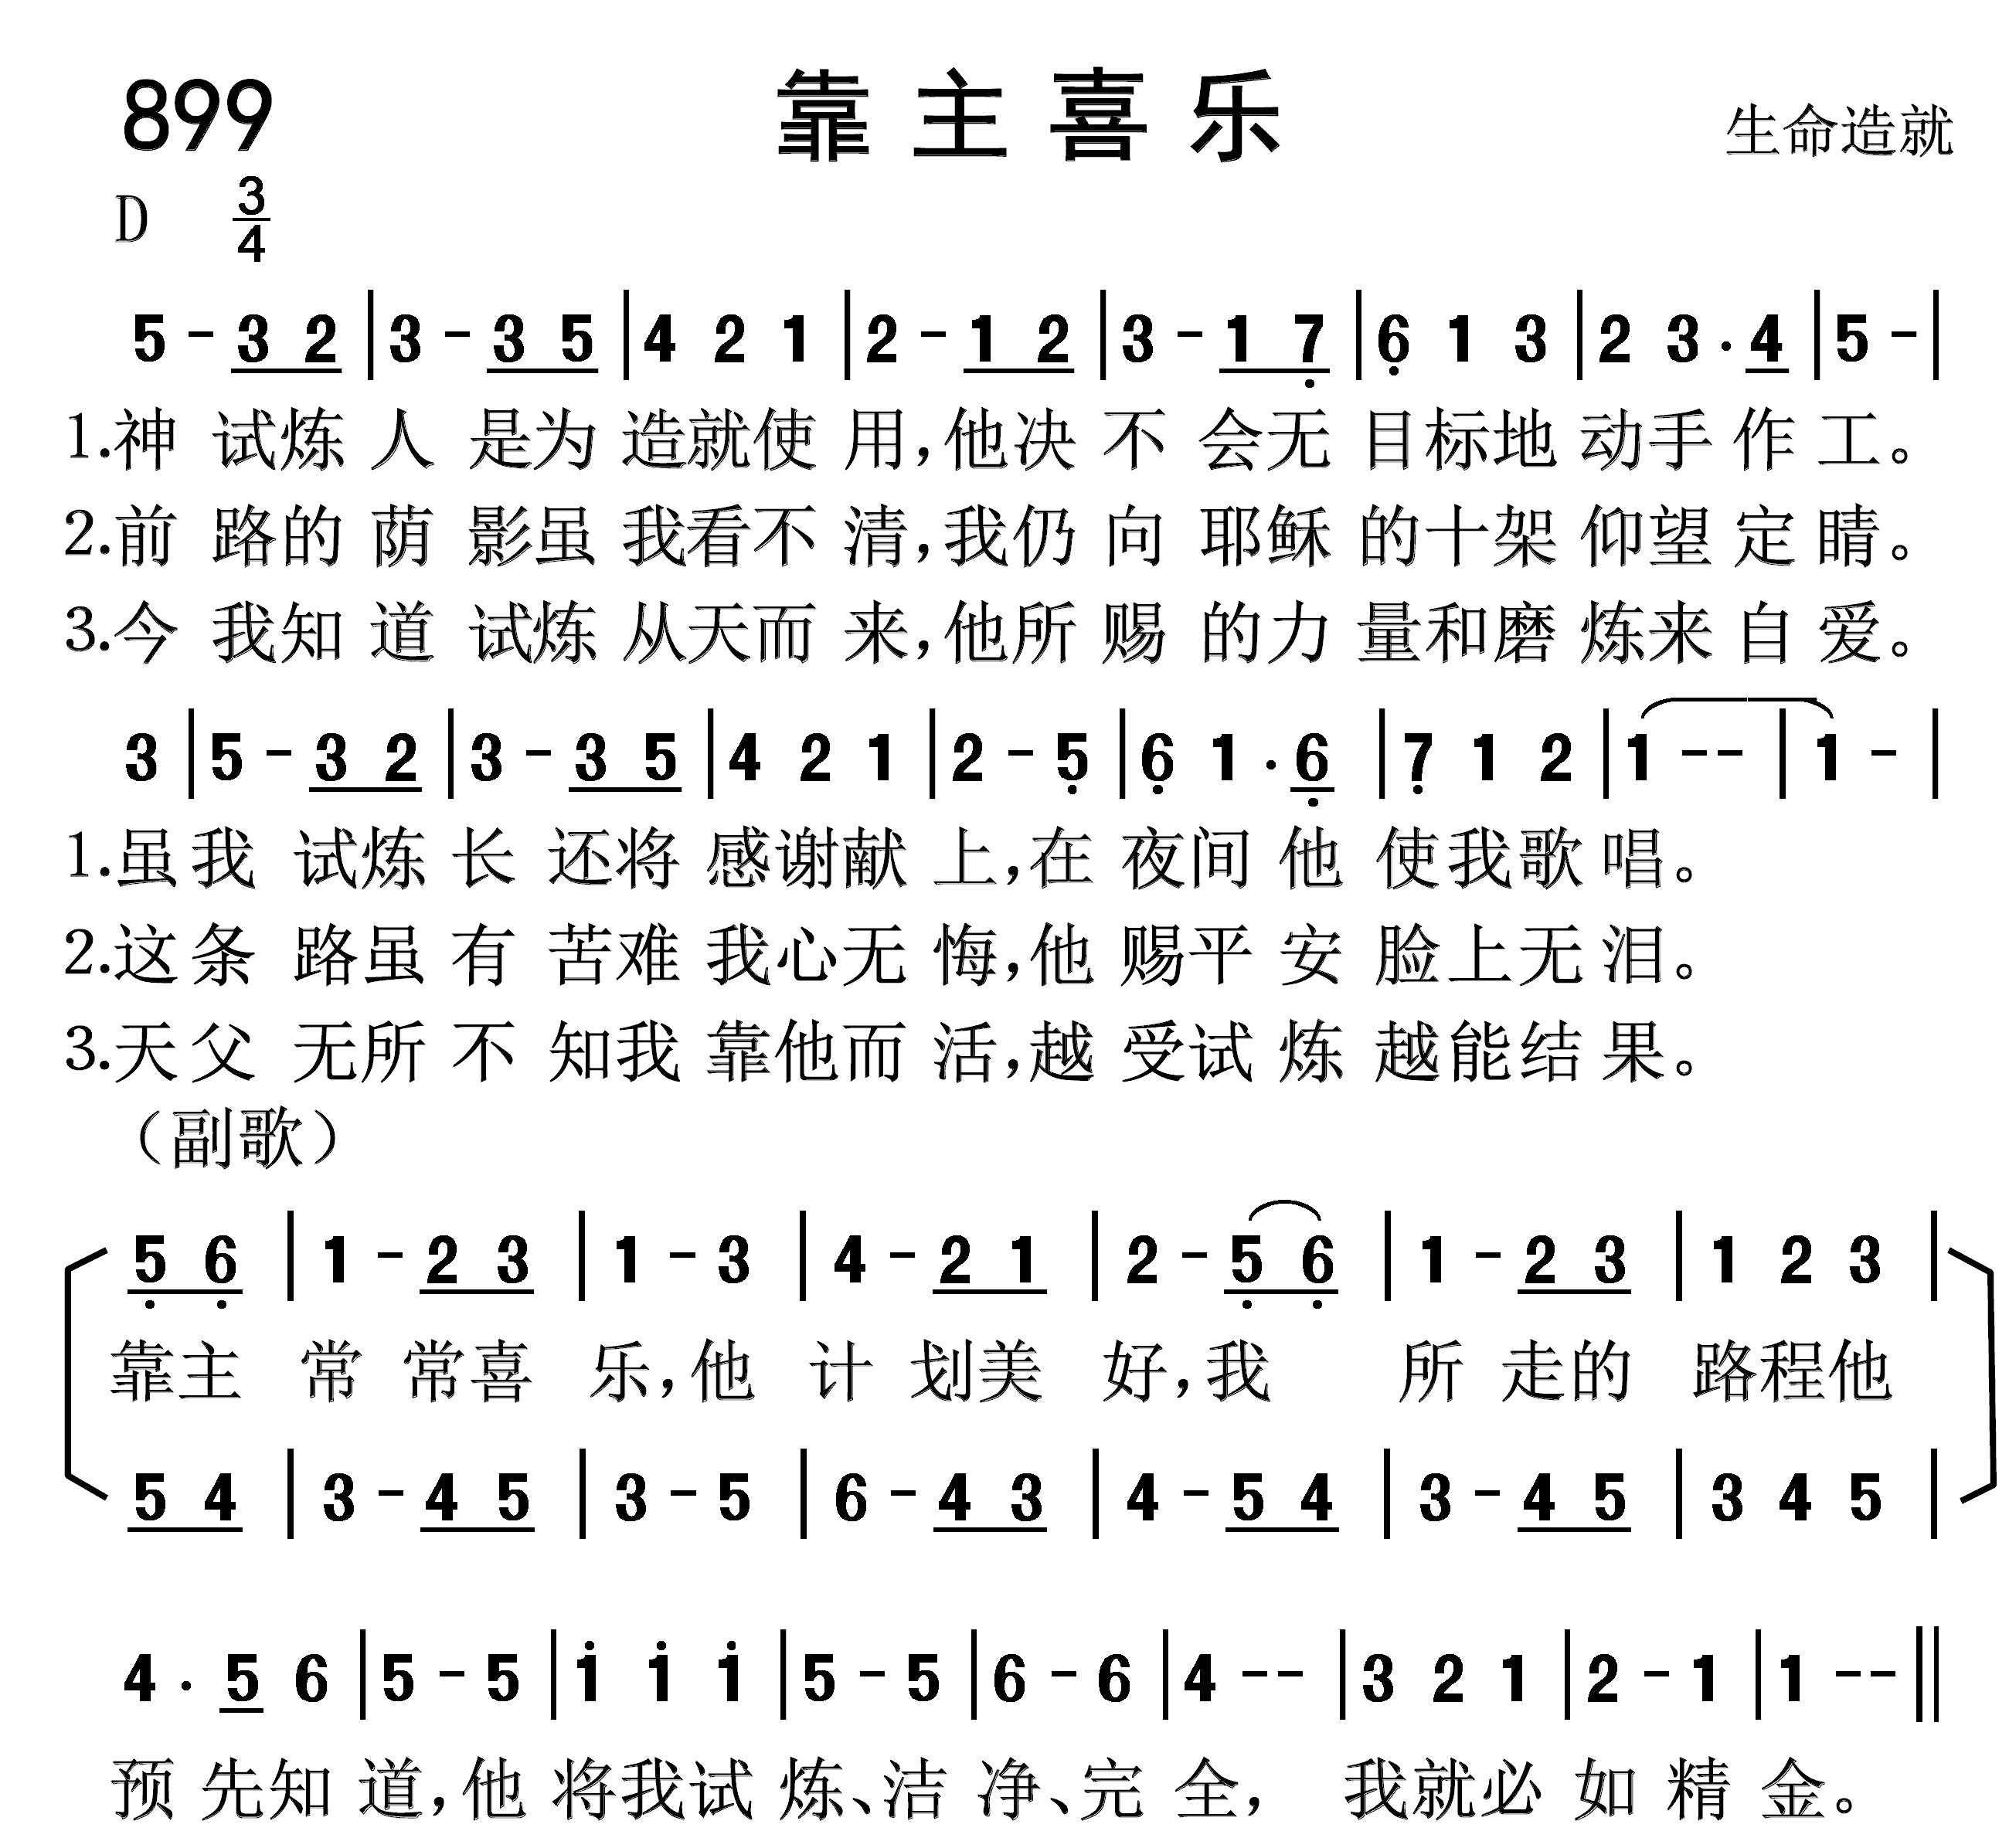 899 靠主喜乐 生命造就
D 3/4
5 - 3 2 | 3 - 3 5 | 4 2 1 | 2 - 1 2 | 3 - 1 7̣ | 6̣ 1 3 | 2 3 · 4 | 5 - |
1.神 试炼 人 是为 造就使 用,他决 不 会无 目标地 动手 作 工。
2.前 路的 荫 影虽 我看不 清,我仍 向 耶稣 的十架 仰望 定 睛。
3.今 我知 道 试炼 从天而 来,他所 赐 的力 量和磨 炼来 自 爱。
3 | 5 - 3 2 | 3 - 3 5 | 4 2 1 | 2 - 5̣ | 6̣ 1 · 6̣ | 7̣ 1 2 | 1 - - | 1 - |
1.虽我 试炼 长 还将 感谢献 上,在 夜间 他 使我歌 唱。
2.这条 路虽 有 苦难 我心无 悔,他 赐平 安 脸上无 泪。
3.天父 无所 不 知我 靠他而 活,越 受试 炼 越能结 果。
（副歌）
5̣ 6̣ | 1 - 2 3 | 1 - 3 | 4 - 2 1 | 2 - 5̣ 6̣ | 1 - 2 3 | 1 2 3 |
靠主 常 常喜 乐,他 计 划美 好,我 所 走的 路程他
5 4 | 3 - 4 5 | 3 - 5 | 6 - 4 3 | 4 - 5 4 | 3 - 4 5 | 3 4 5 |
4 · 5 6 | 5 - 5 | 1̇ 1̇ 1̇ | 5 - 5 | 6 - 6 | 4 - - | 3 2 1 | 2 - 1 | 1 - - ||
预 先知 道,他 将我试 炼、洁 净、完 全, 我就必 如 精 金。